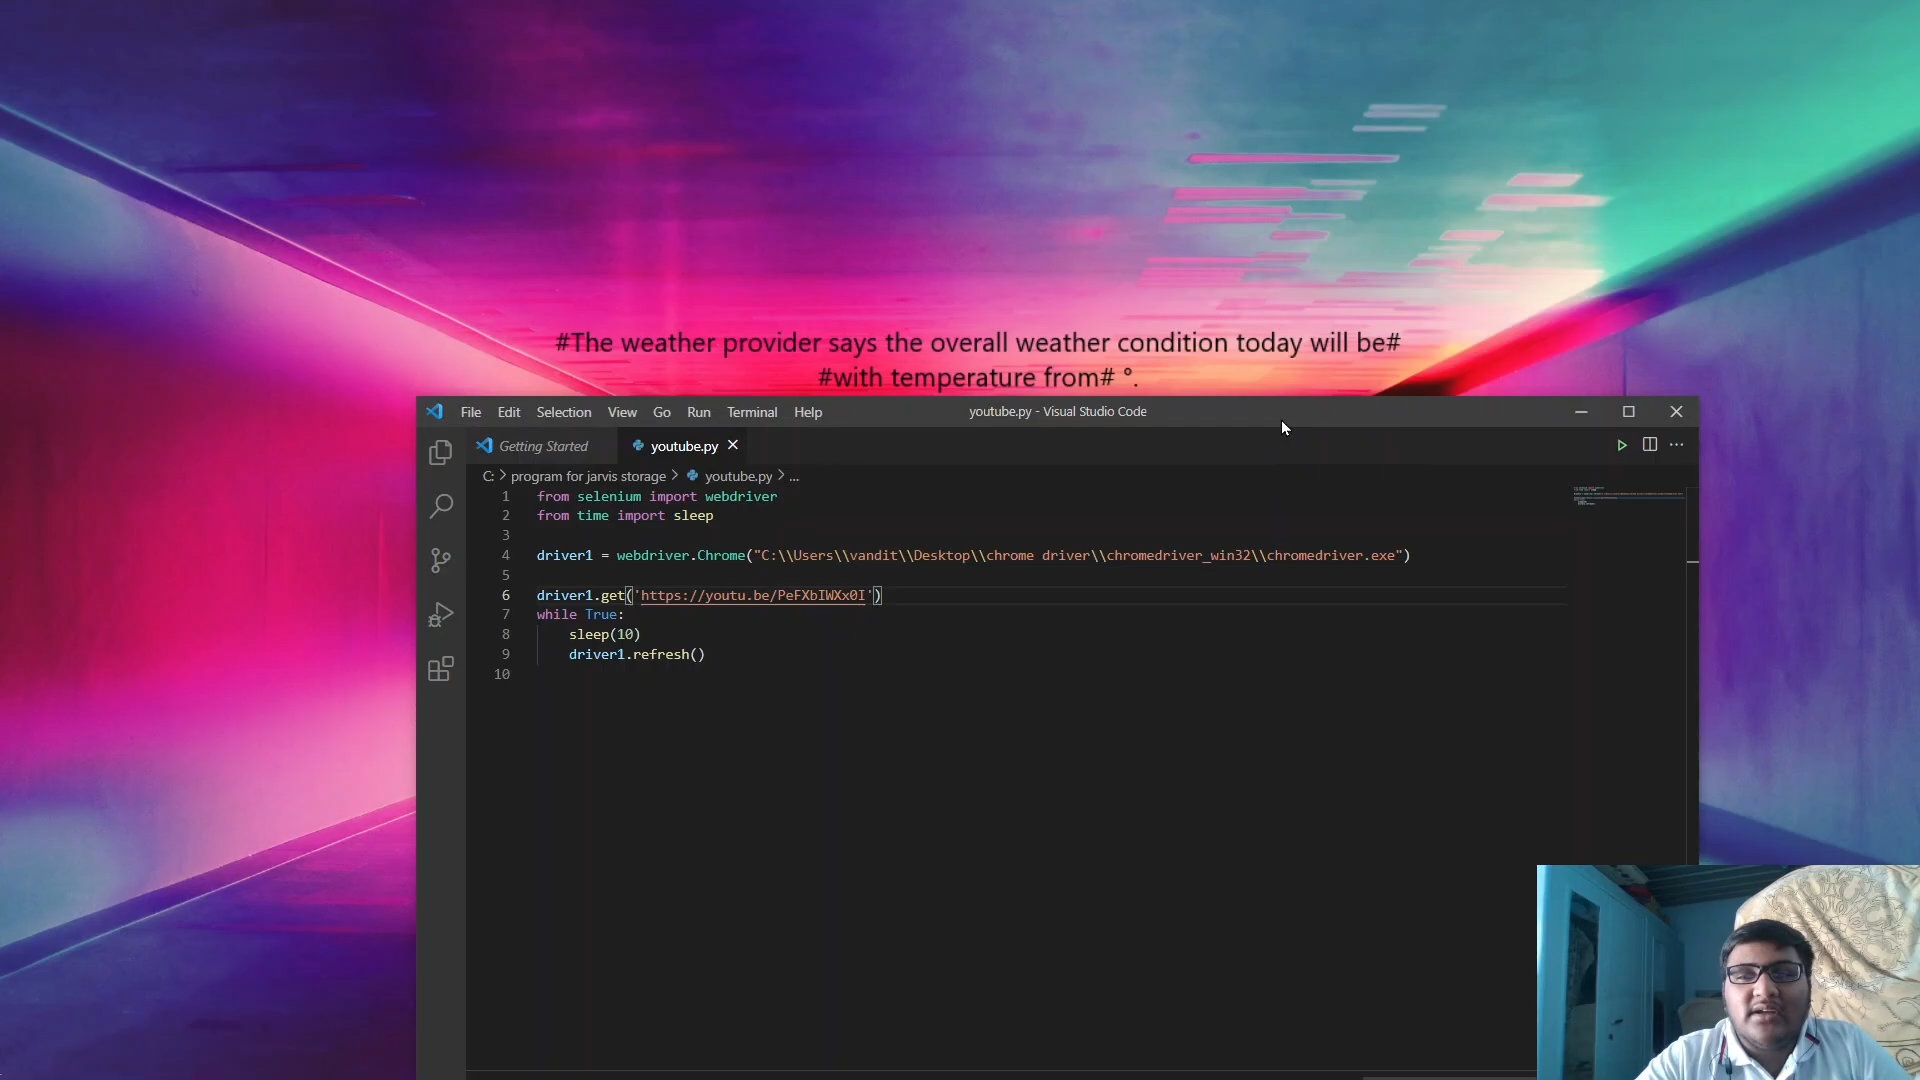 #The weather provider says the overall weather condition today will be#
#with temperature from# °.
File Edit Selection View Go Run Terminal Help youtube.py - Visual Studio Code
Getting Started youtube.py
C: > program for jarvis storage > youtube.py > ...
1 from selenium import webdriver
2 from time import sleep
3
4 driver1 = webdriver.Chrome("C:\\Users\\vandit\\Desktop\\chrome driver\\chromedriver_win32\\chromedriver.exe")
5
6 driver1.get('https://youtu.be/PeFXbIWXx0I')
7 while True:
8 sleep(10)
9 driver1.refresh()
10